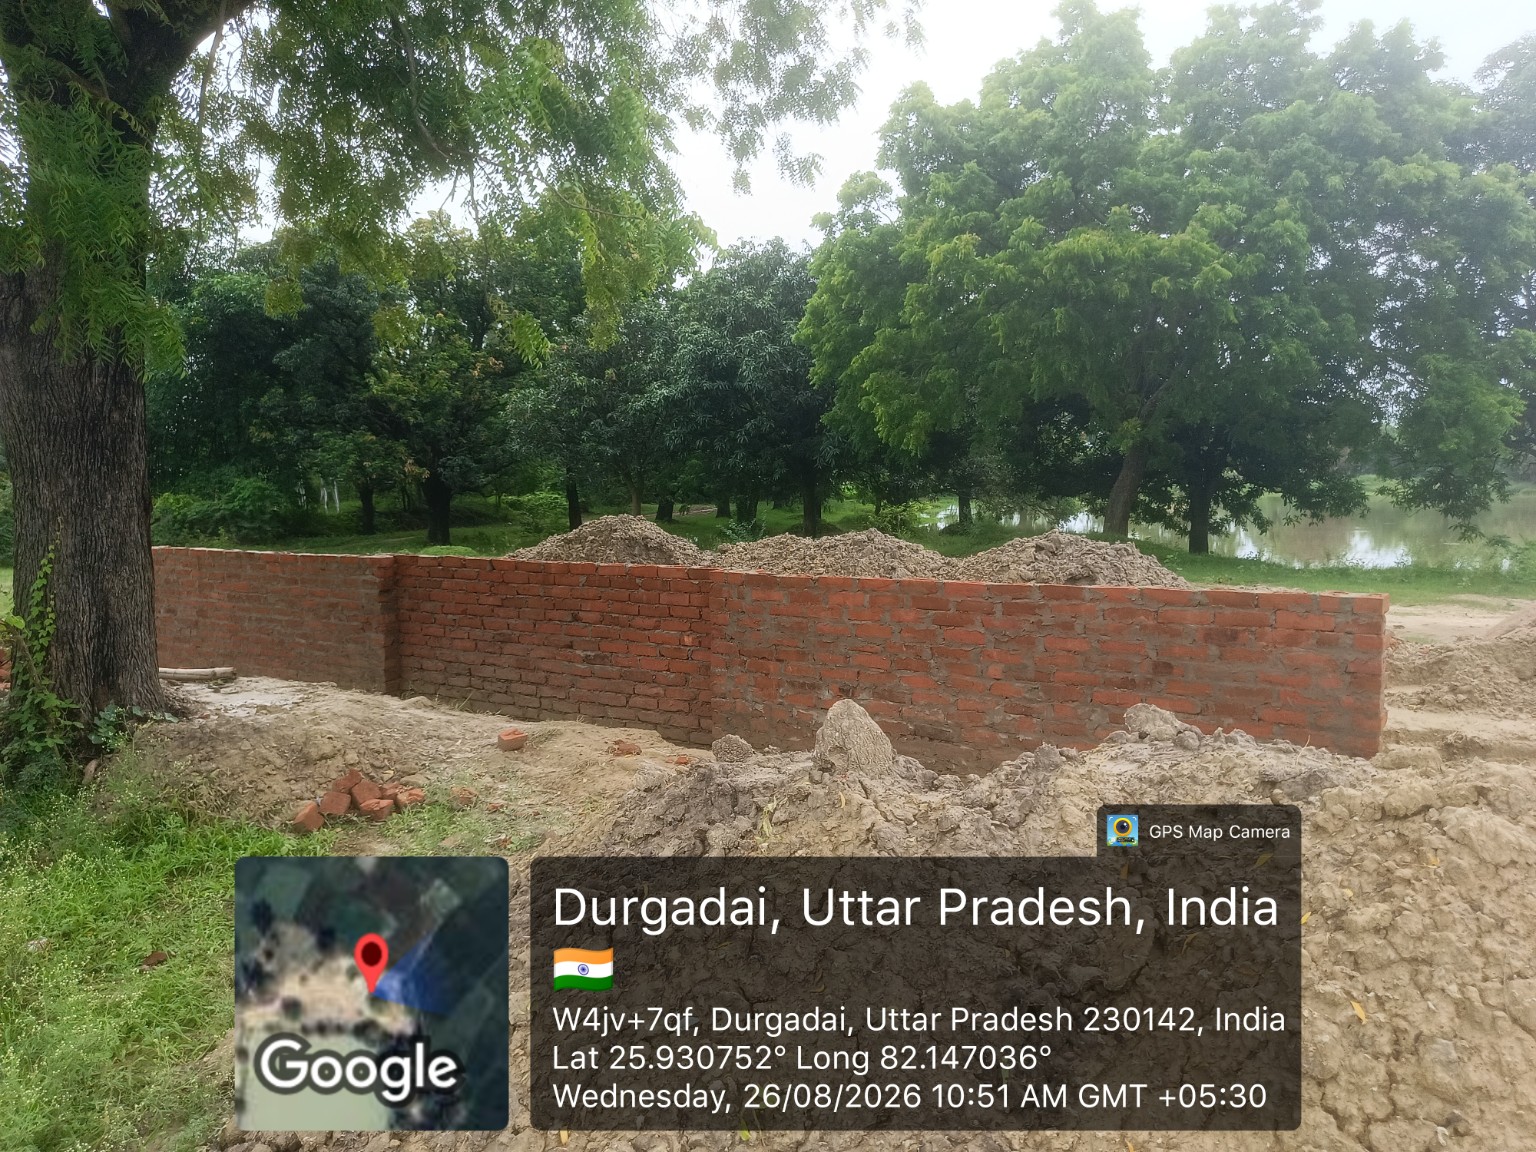 GPS Map Camera
Durgadai, Uttar Pradesh, India
W4jv+7qf, Durgadai, Uttar Pradesh 230142, India
Lat 25.930752° Long 82.147036°
Wednesday, 26/08/2026 10:51 AM GMT +05:30
Google